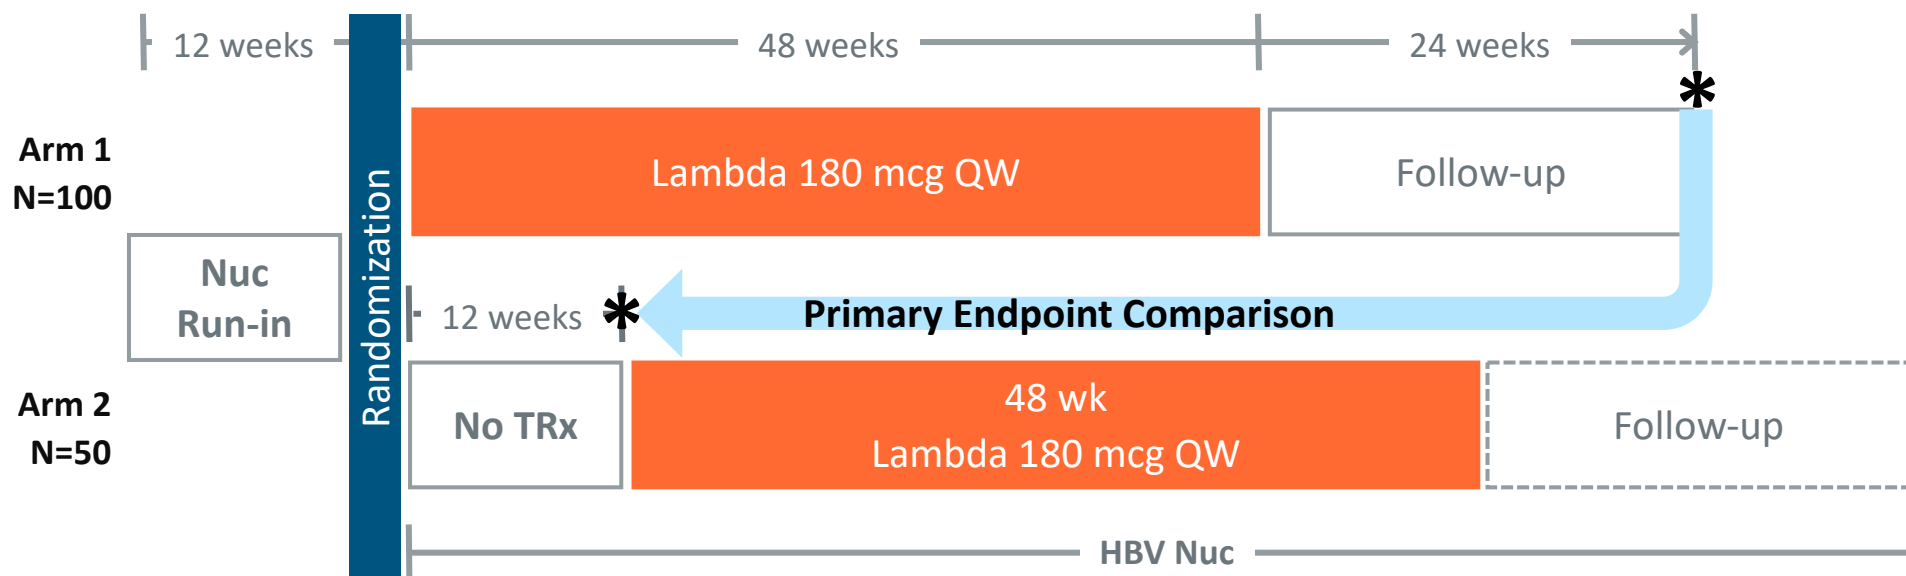 12 weeks
48 weeks
24 weeks
*
Arm 1
N=100
Lambda 180 mcg QW
Follow-up
Nuc
Run-in
Randomization
12 weeks
*
Primary Endpoint Comparison
Arm 2
N=50
No TRx
48 wk
Lambda 180 mcg QW
Follow-up
HBV Nuc